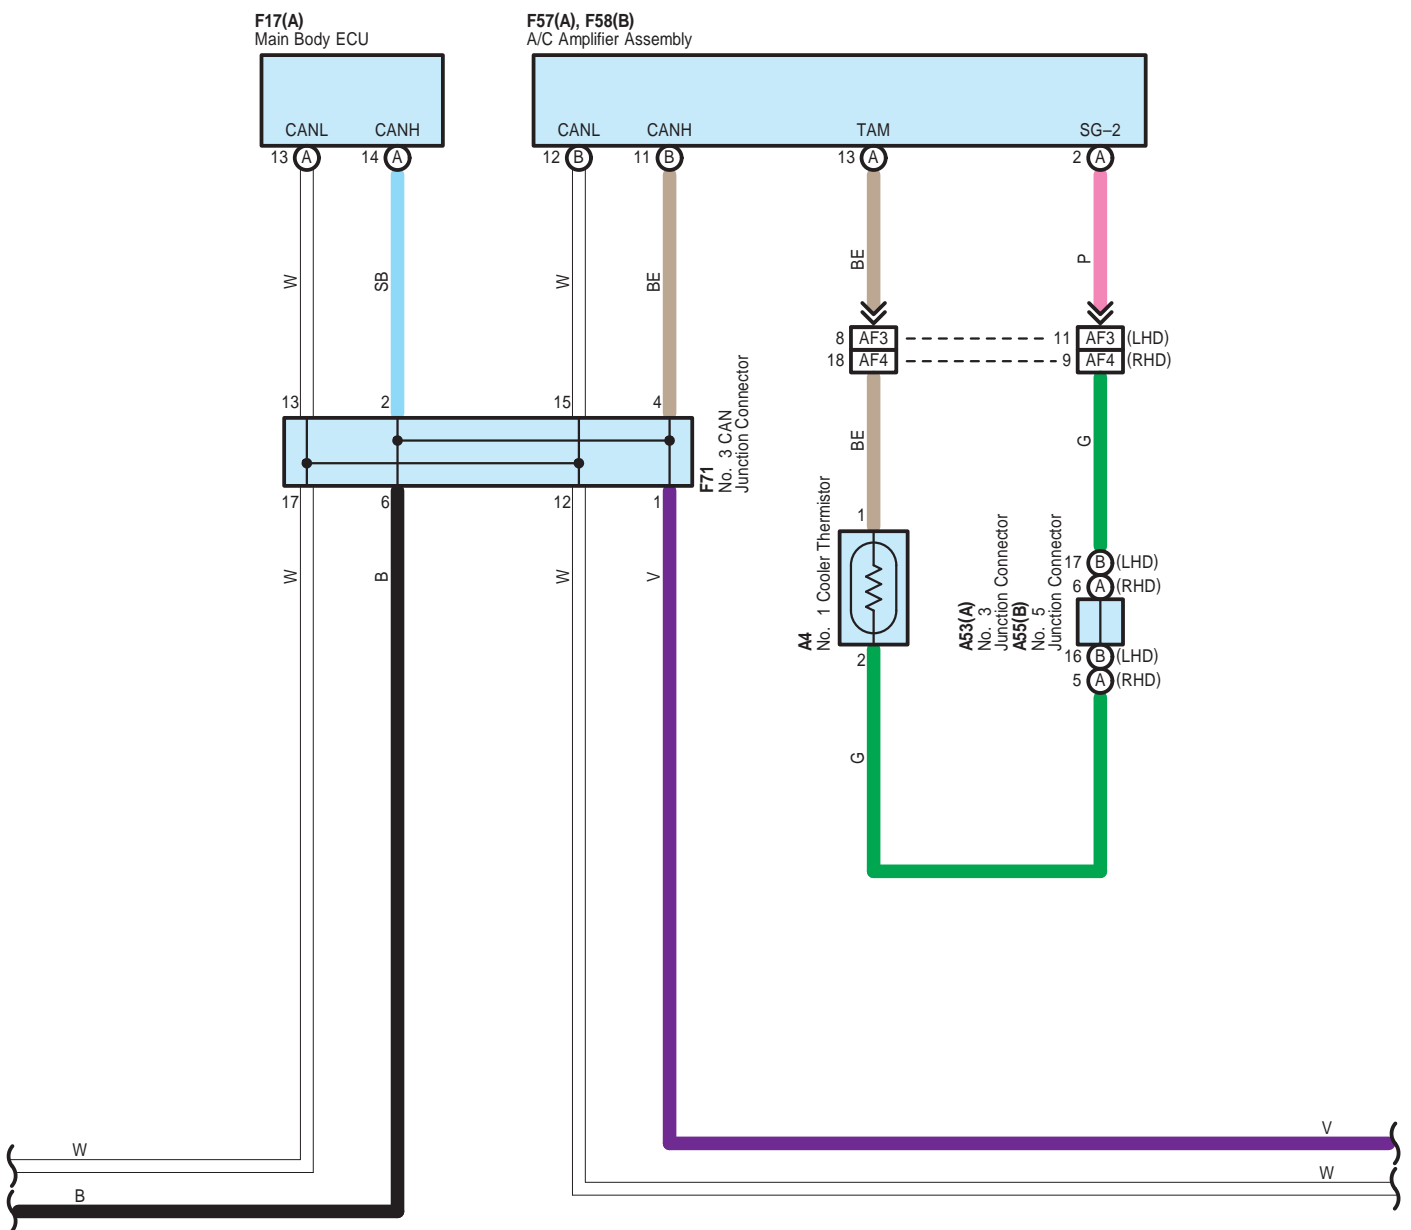 F17(A)
Main Body ECU
F57(A), F58(B)
A/C Amplifier Assembly
CANL
CANH
CANL
CANH
TAM
SG–2
13 A
14 A
12 B
11 B
13 A
2 A
W
SB
W
BE
BE
P
8 AF3
11 AF3 (LHD)
18 AF4
9 AF4 (RHD)
13
2
15
4
F71
No. 3 CAN
Junction Connector
BE
G
17
6
12
1
1
W
B
W
V
A4
No. 1 Cooler Thermistor
A53(A)
No. 3
Junction Connector
A55(B)
No. 5
Junction Connector
17 B (LHD)
6 A (RHD)
2
16 B (LHD)
5 A (RHD)
G
V
W
W
B